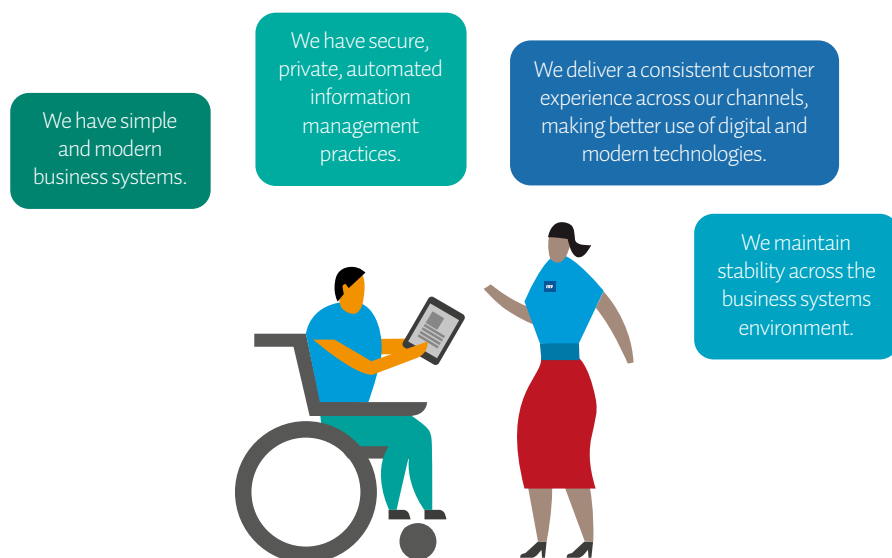 We have simple
and modern
business systems.
We have secure,
private, automated
information
management
practices.
We deliver a consistent customer
experience across our channels,
making better use of digital and
modern technologies.
We maintain
stability across the
business systems
environment.